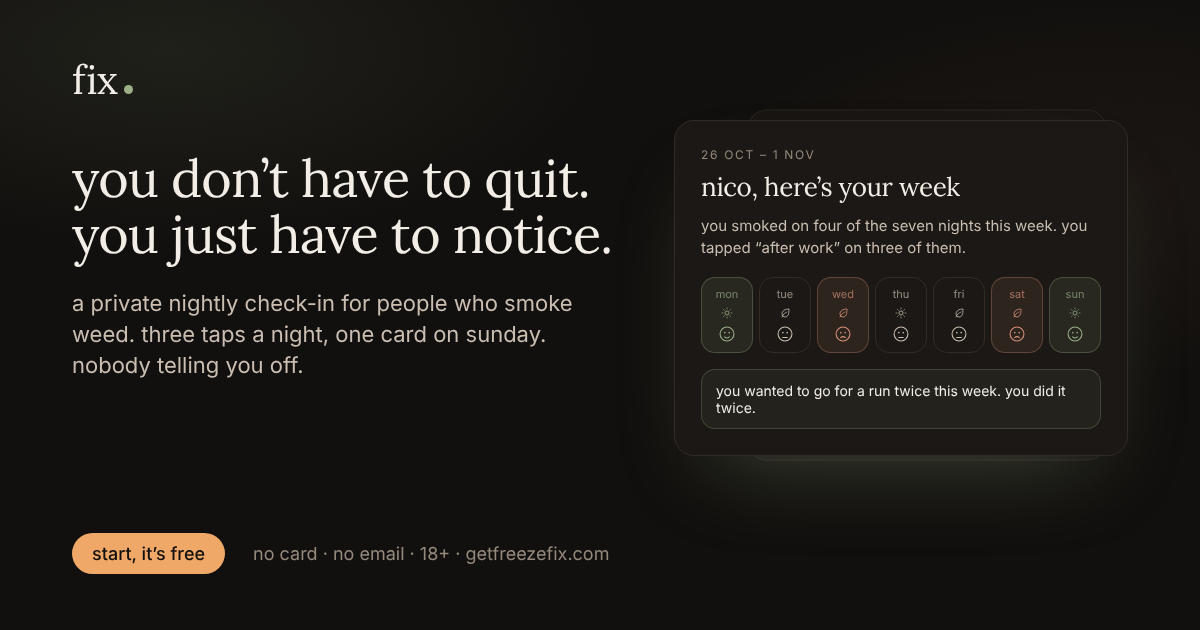 fix.
you don’t have to quit.
you just have to notice.
a private nightly check-in for people who smoke
weed. three taps a night, one card on sunday.
nobody telling you off.
26 OCT – 1 NOV
nico, here’s your week
you smoked on four of the seven nights this week. you
tapped “after work” on three of them.
mon tue wed thu fri sat sun
you wanted to go for a run twice this week. you did it
twice.
start, it’s free
no card · no email · 18+ · getfreezefix.com